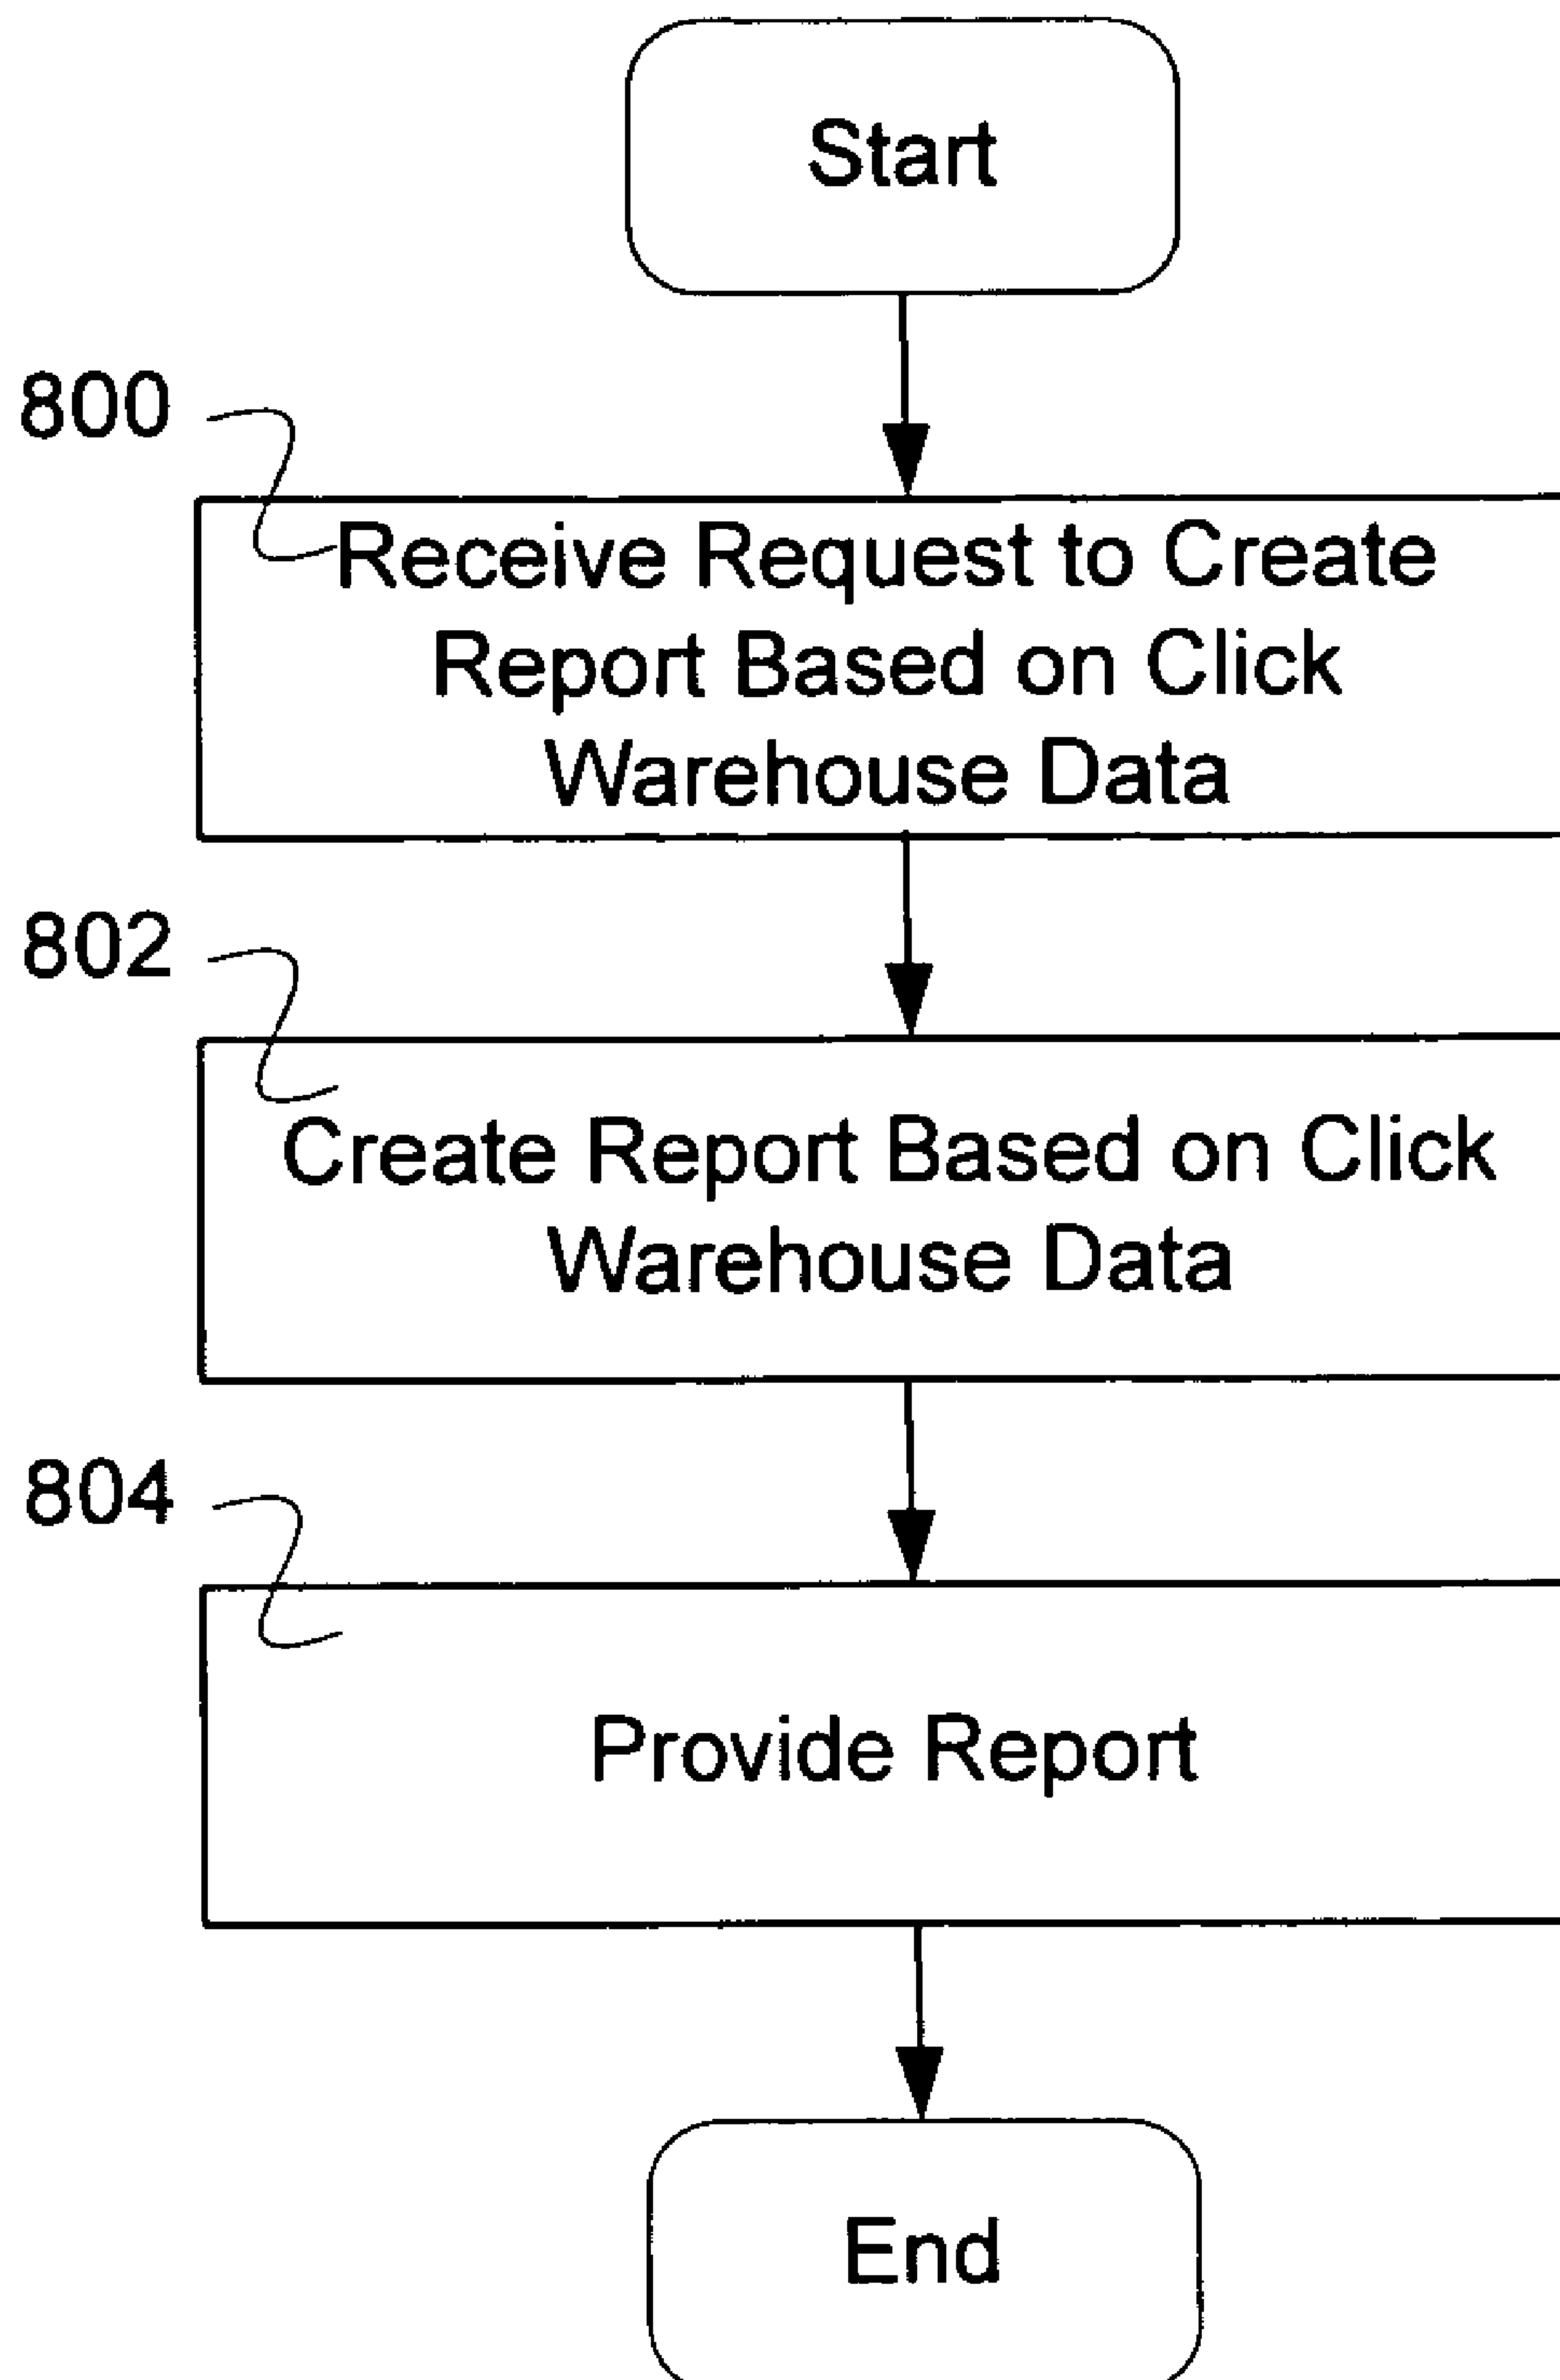 Start
800
Receive Request to Create
Report Based on Click
Warehouse Data
802
Create Report Based on Click
Warehouse Data
804
Provide Report
End